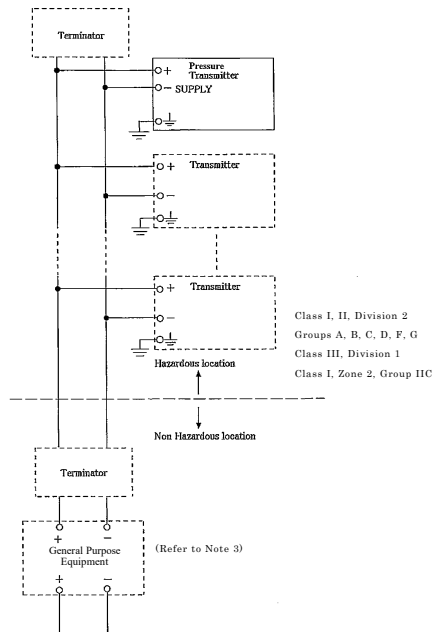 Terminator
Pressure
Transmitter
+
− SUPPLY
Transmitter
+
−
Transmitter
+
−
Class I, II, Division 2
Groups A, B, C, D, F, G
Class III, Division 1
Class I, Zone 2, Group IIC
Hazardous location
Non Hazardous location
Terminator
+ −
General Purpose
Equipment
+ −
(Refer to Note 3)